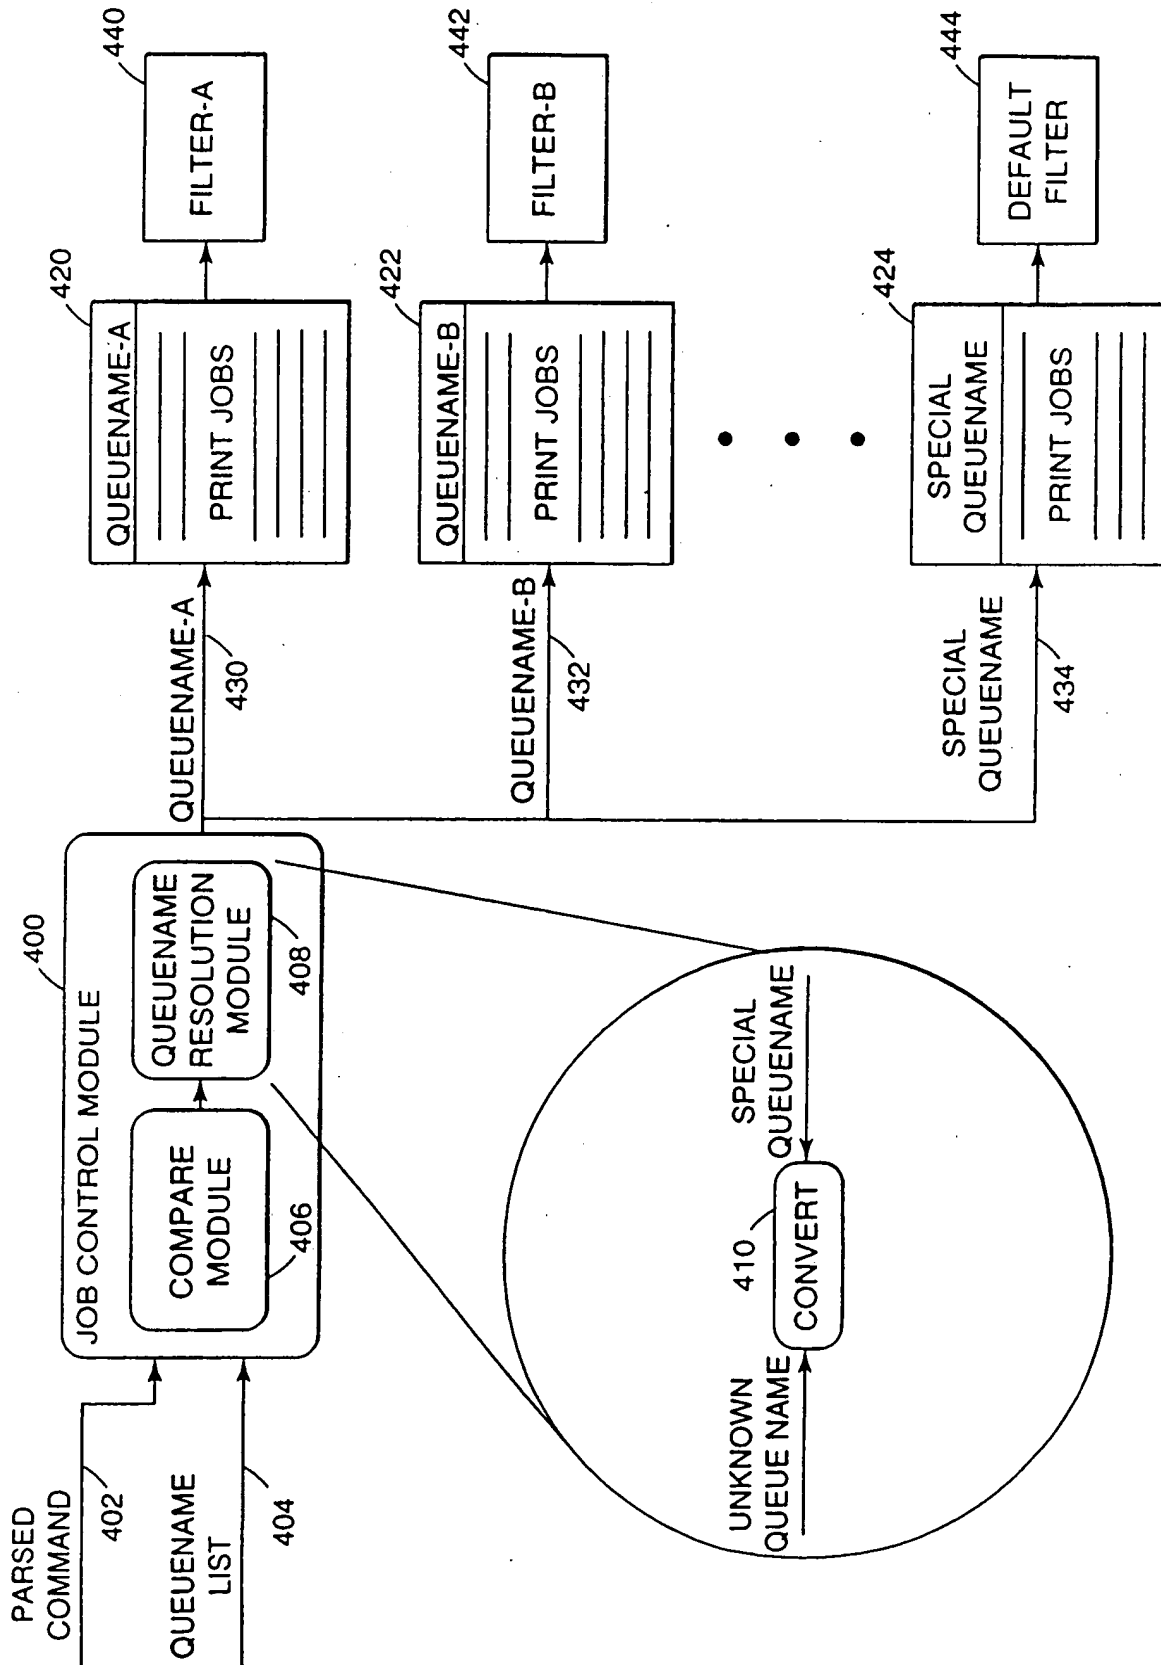 PARSED
COMMAND
402
QUEUENAME
LIST
404
JOB CONTROL MODULE
400
COMPARE
MODULE
406
QUEUENAME
RESOLUTION
MODULE
408
QUEUENAME-A
430
QUEUENAME-A
420
PRINT JOBS
FILTER-A
440
QUEUENAME-B
432
QUEUENAME-B
422
PRINT JOBS
FILTER-B
442
SPECIAL
QUEUENAME
434
SPECIAL
QUEUENAME
424
PRINT JOBS
DEFAULT
FILTER
444
UNKNOWN
QUEUE NAME
410
CONVERT
SPECIAL
QUEUENAME